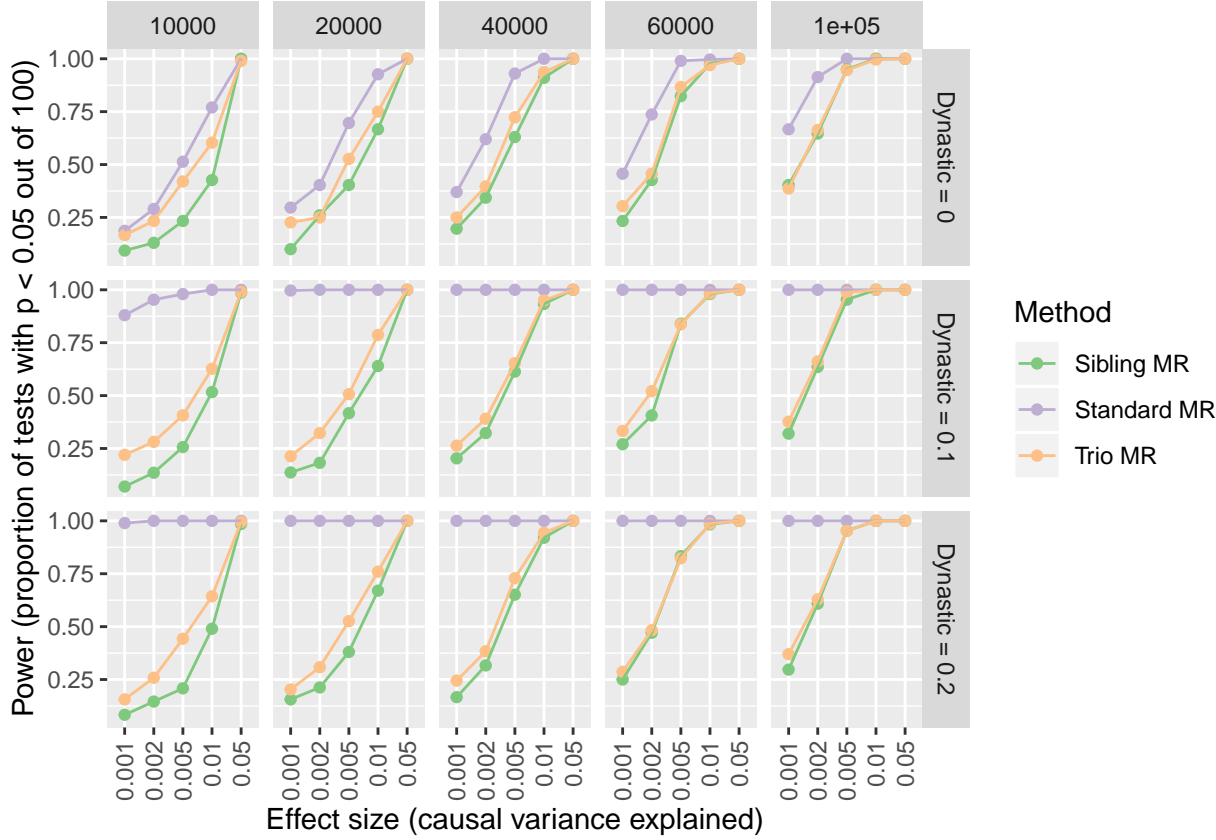 10000 20000 40000 60000 1e+05
Power (proportion of tests with p < 0.05 out of 100)
1.00
0.75
0.50
0.25
Dynastic = 0
1.00
0.75
0.50
0.25
Dynastic = 0.1
1.00
0.75
0.50
0.25
Dynastic = 0.2
0.001 0.002 0.005 0.01 0.05 0.001 0.002 0.005 0.01 0.05 0.001 0.002 0.005 0.01 0.05 0.001 0.002 0.005 0.01 0.05 0.001 0.002 0.005 0.01 0.05
Effect size (causal variance explained)
Method
Sibling MR
Standard MR
Trio MR